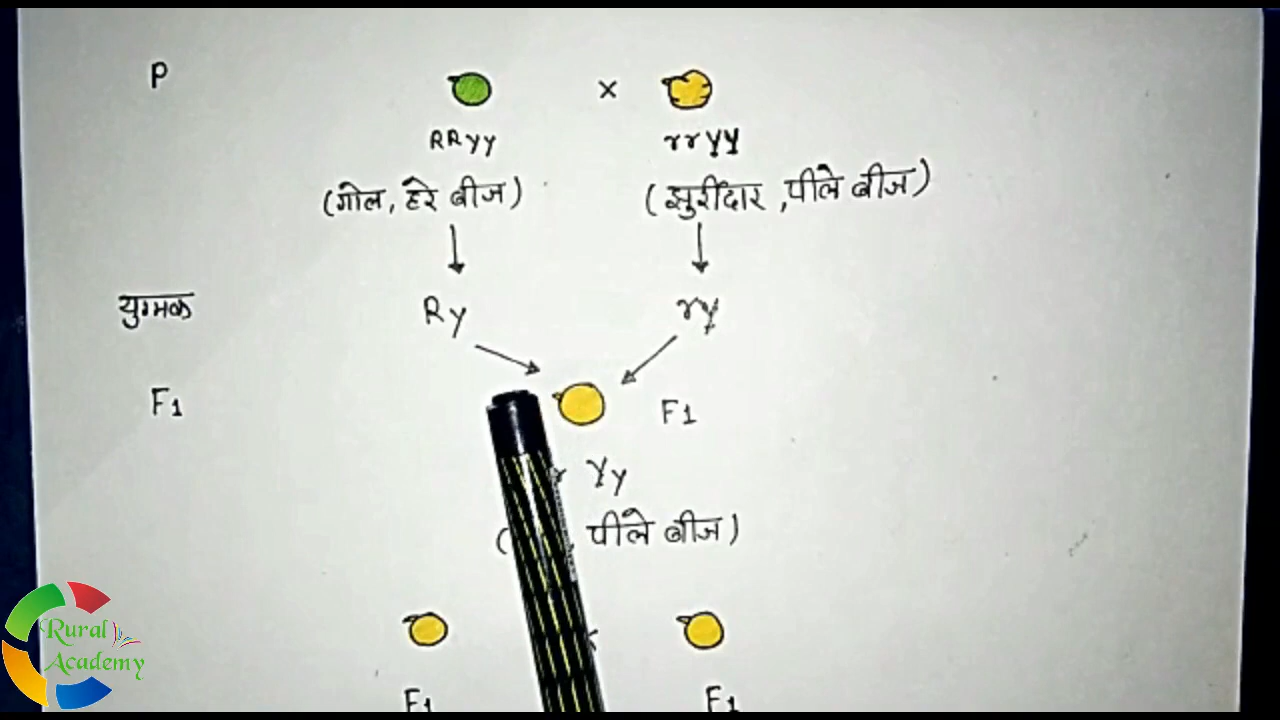 P ×
RRyy rrYY
(गोल, हरे बीज) (झुर्रीदार, पीले बीज)
युग्मक Ry rY
F1 F1
Yy
( पीले बीज)
F1 F1
Rural
Academy